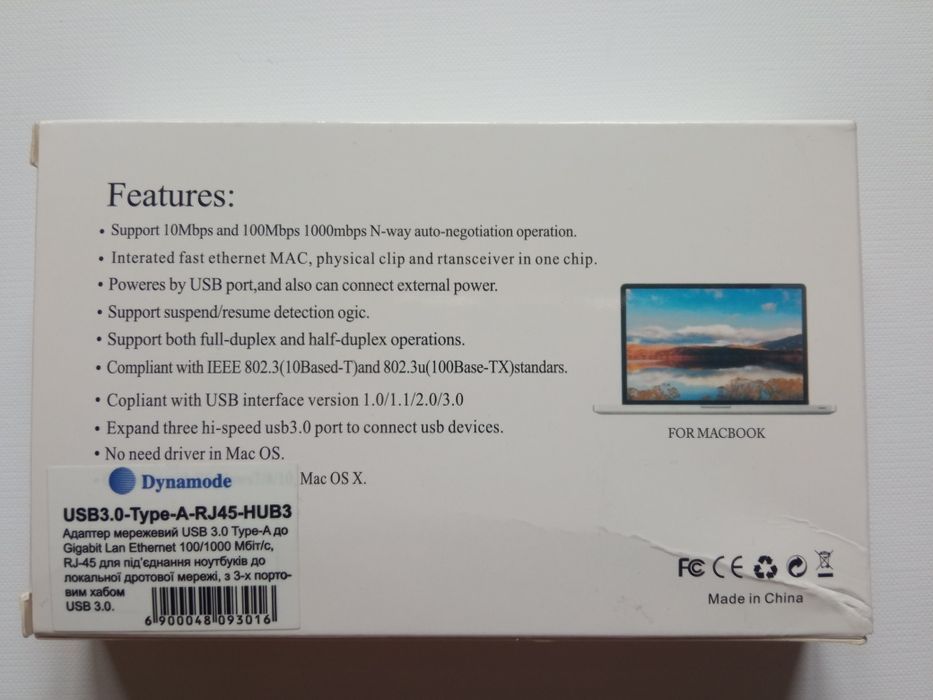 Features:
• Support 10Mbps and 100Mbps 1000mbps N-way auto-negotiation operation.
• Interated fast ethernet MAC, physical clip and rtansceiver in one chip.
• Poweres by USB port,and also can connect external power.
• Support suspend/resume detection ogic.
• Support both full-duplex and half-duplex operations.
• Compliant with IEEE 802.3(10Based-T)and 802.3u(100Base-TX)standars.
• Copliant with USB interface version 1.0/1.1/2.0/3.0
• Expand three hi-speed usb3.0 port to connect usb devices.
• No need driver in Mac OS.
Mac OS X.
FOR MACBOOK
Dynamode
USB3.0-Type-A-RJ45-HUB3
Адаптер мережевий USB 3.0 Type-A до
Gigabit Lan Ethernet 100/1000 Мбіт/с,
RJ-45 для під'єднання ноутбуків до
локальної дротової мережі, з 3-х порто-
вим хабом
USB 3.0.
6 900048 093016
FC CE
Made in China